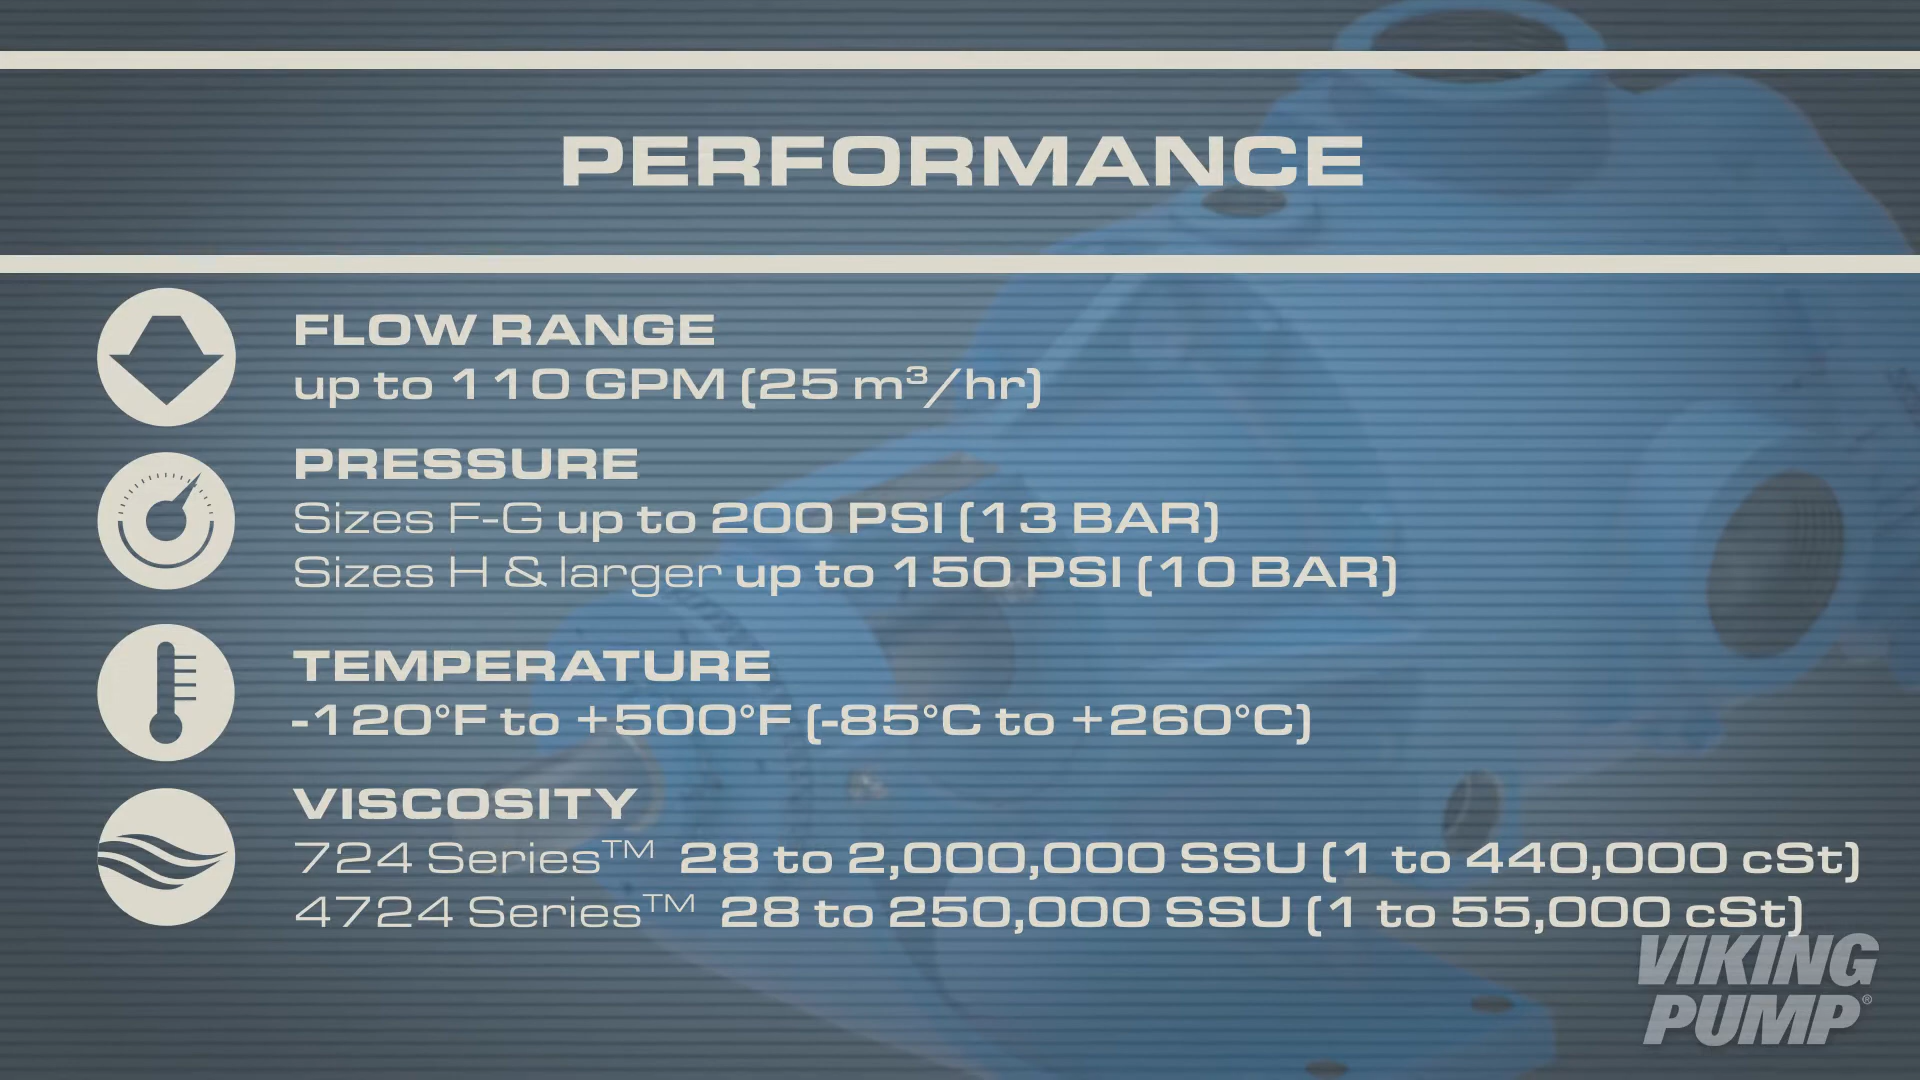 PERFORMANCE
FLOW RANGE
up to 110 GPM (25 m³/hr)
PRESSURE
Sizes F-G up to 200 PSI (13 BAR)
Sizes H & larger up to 150 PSI (10 BAR)
TEMPERATURE
-120°F to +500°F (-85°C to +260°C)
VISCOSITY
724 Series™ 28 to 2,000,000 SSU (1 to 440,000 cSt)
4724 Series™ 28 to 250,000 SSU (1 to 55,000 cSt)
VIKING
PUMP®